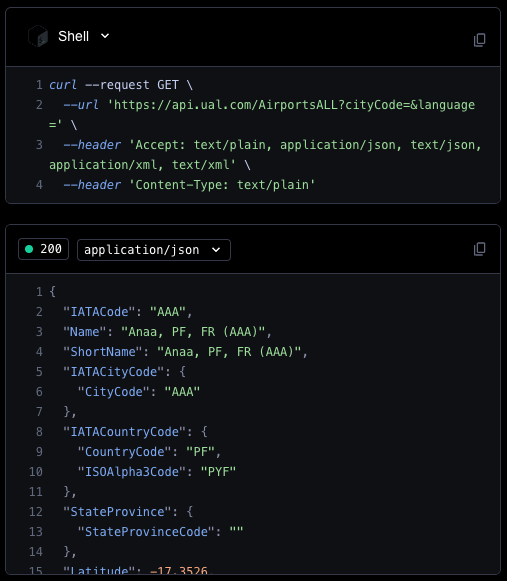 Shell
1 curl --request GET \
2 --url 'https://api.ual.com/AirportsALL?cityCode=&language
=' \
3 --header 'Accept: text/plain, application/json, text/json,
application/xml, text/xml' \
4 --header 'Content-Type: text/plain'
200 application/json
1 {
2 "IATACode": "AAA",
3 "Name": "Anaa, PF, FR (AAA)",
4 "ShortName": "Anaa, PF, FR (AAA)",
5 "IATACityCode": {
6 "CityCode": "AAA"
7 },
8 "IATACountryCode": {
9 "CountryCode": "PF",
10 "ISOAlpha3Code": "PYF"
11 },
12 "StateProvince": {
13 "StateProvinceCode": ""
14 },
15 "Latitude": -17.3526,